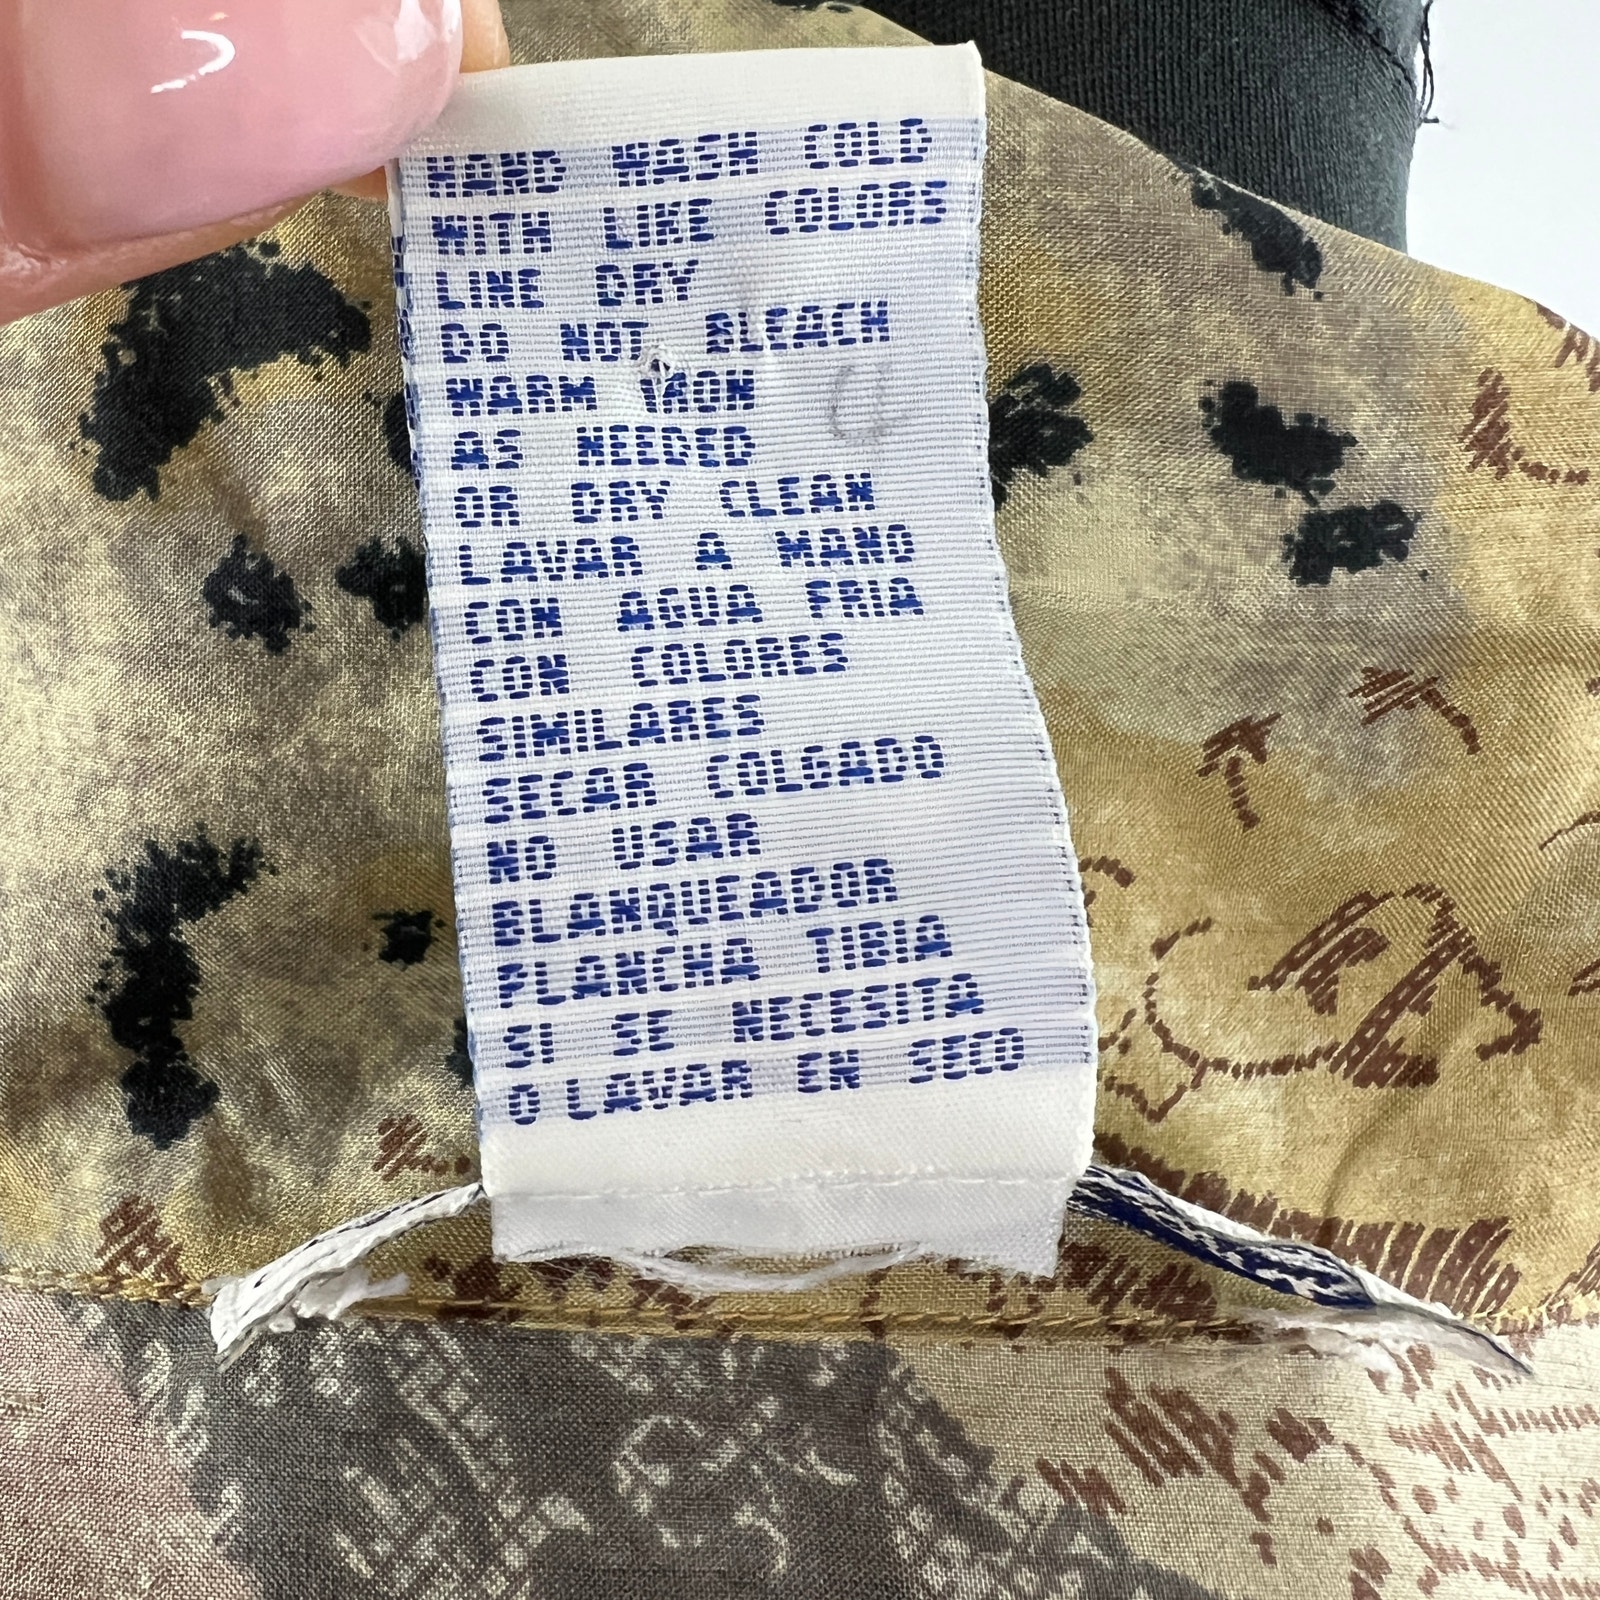 HAND WASH COLD
WITH LIKE COLORS
LINE DRY
DO NOT BLEACH
WARM IRON
AS NEEDED
OR DRY CLEAN
LAVAR A MANO
CON AGUA FRIA
CON COLORES
SIMILARES
SECAR COLGADO
NO USAR
BLANQUEADOR
PLANCHA TIBIA
SI SE NECESITA
O LAVAR EN SECO